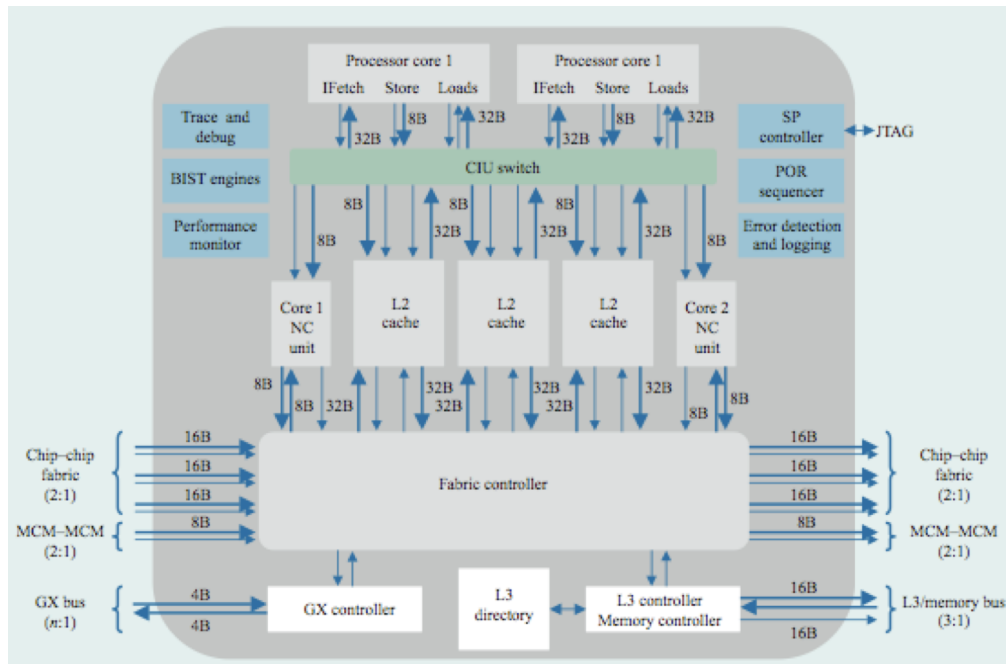 Processor core 1
Processor core 1
IFetch Store Loads
IFetch Store Loads
8B
32B
32B
8B
32B
32B
Trace and
debug
SP
controller
JTAG
CIU switch
BIST engines
POR
sequencer
Performance
monitor
Error detection
and logging
8B
8B
32B
8B
32B
8B
32B
8B
Core 1
NC
unit
L2
cache
L2
cache
L2
cache
Core 2
NC
unit
8B
8B
32B
32B
32B
32B
32B
32B
8B
8B
Chip–chip
fabric
(2:1)
16B
16B
16B
MCM–MCM
(2:1)
8B
Fabric controller
16B
16B
16B
Chip–chip
fabric
(2:1)
8B
MCM–MCM
(2:1)
GX bus
(n:1)
4B
4B
GX controller
L3
directory
L3 controller
Memory controller
16B
16B
L3/memory bus
(3:1)